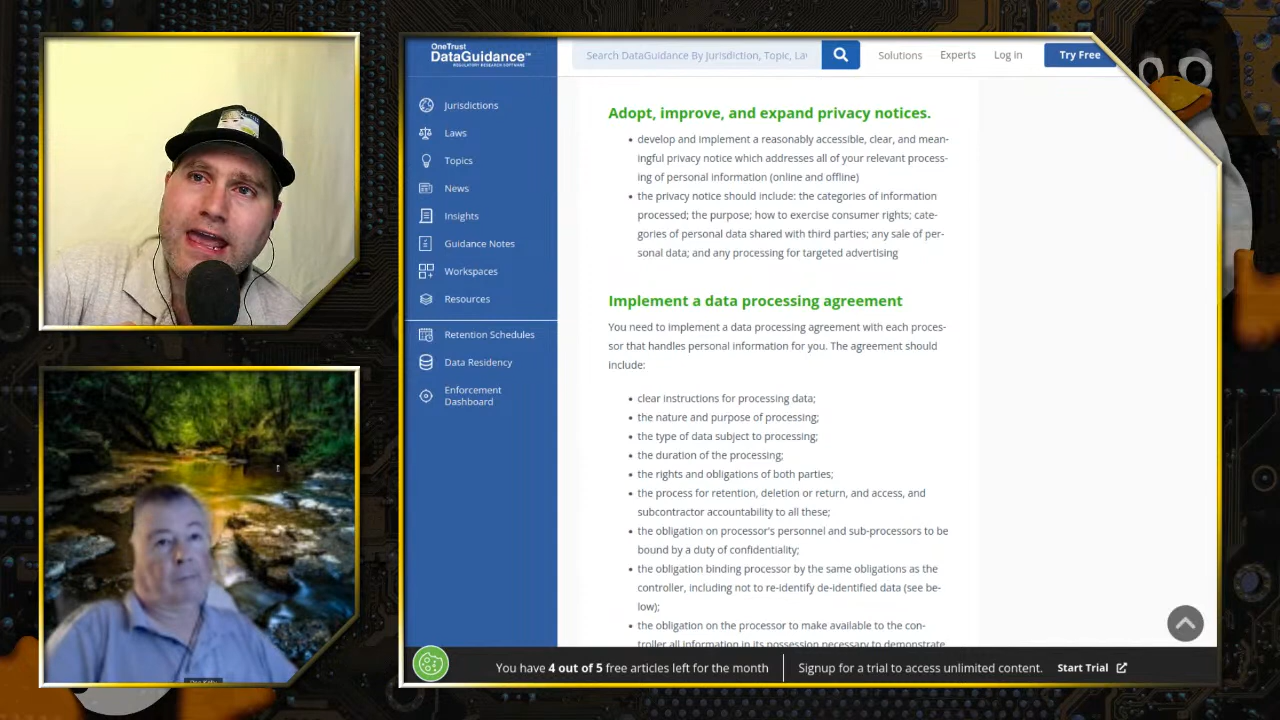 OneTrust
DataGuidance™
REGULATORY RESEARCH SOFTWARE
Search DataGuidance By Jurisdiction, Topic, La
Solutions
Experts
Log in
Try Free
Jurisdictions
Laws
Topics
News
Insights
Guidance Notes
Workspaces
Resources
Retention Schedules
Data Residency
Enforcement
Dashboard
Adopt, improve, and expand privacy notices.
• develop and implement a reasonably accessible, clear, and mean-
ingful privacy notice which addresses all of your relevant process-
ing of personal information (online and offline)
• the privacy notice should include: the categories of information
processed; the purpose; how to exercise consumer rights; cate-
gories of personal data shared with third parties; any sale of per-
sonal data; and any processing for targeted advertising
Implement a data processing agreement
You need to implement a data processing agreement with each proces-
sor that handles personal information for you. The agreement should
include:
• clear instructions for processing data;
• the nature and purpose of processing;
• the type of data subject to processing;
• the duration of the processing;
• the rights and obligations of both parties;
• the process for retention, deletion or return, and access, and
subcontractor accountability to all these;
• the obligation on processor's personnel and sub-processors to be
bound by a duty of confidentiality;
• the obligation binding processor by the same obligations as the
controller, including not to re-identify de-identified data (see be-
low);
• the obligation on the processor to make available to the con-
troller all information in its possession necessary to demonstrate
You have 4 out of 5 free articles left for the month
Signup for a trial to access unlimited content.
Start Trial